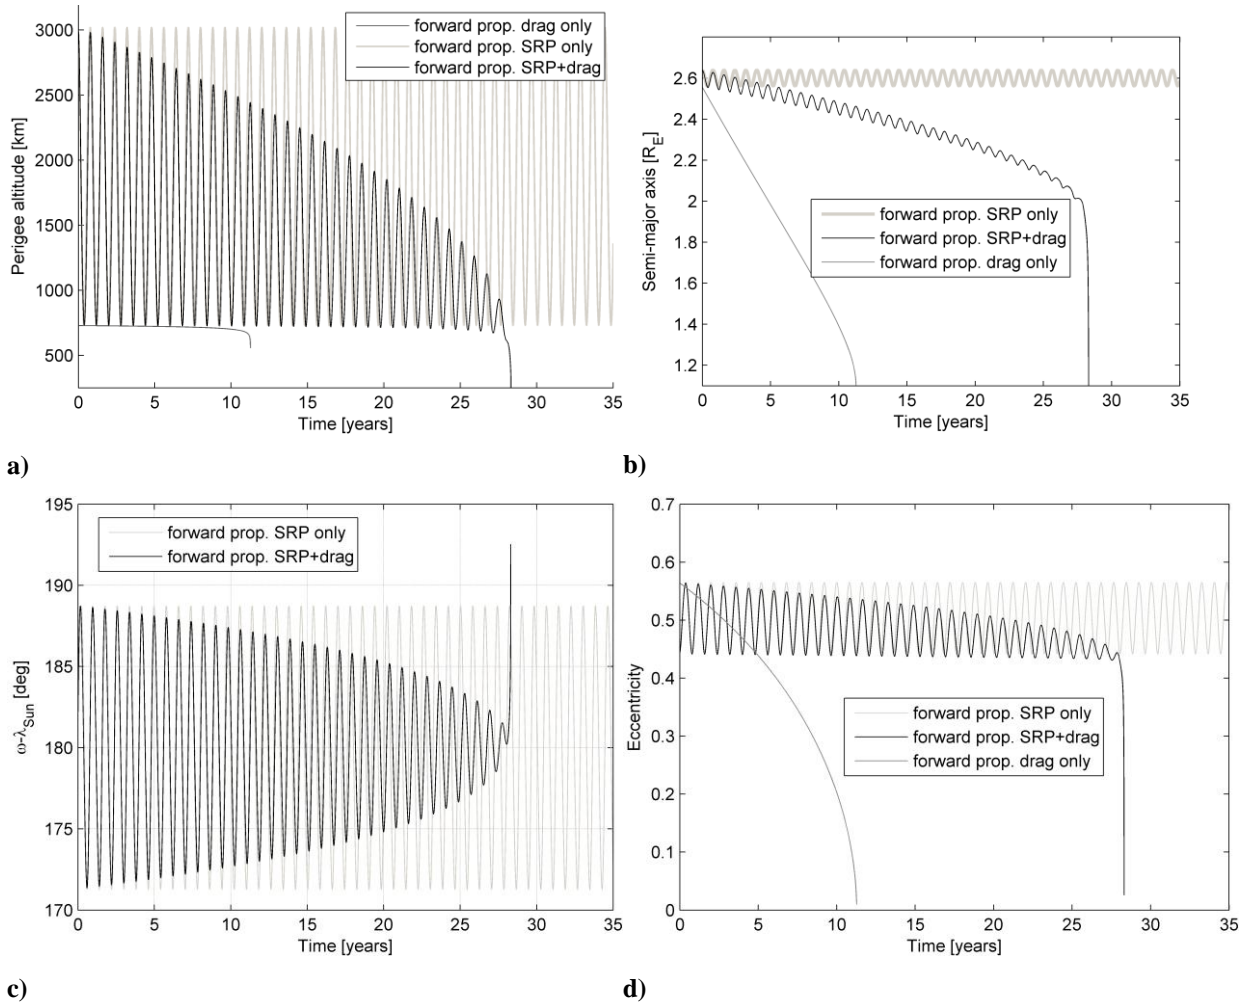 forward prop. drag only
forward prop. SRP only
forward prop. SRP+drag
3000
2500
2000
1500
1000
500
Perigee altitude [km]
0 5 10 15 20 25 30 35
Time [years]
a)
2.6
2.4
2.2
2
1.8
1.6
1.4
1.2
Semi-major axis [R_E]
forward prop. SRP only
forward prop. SRP+drag
forward prop. drag only
0 5 10 15 20 25 30 35
Time [years]
b)
195
190
185
180
175
170
ω-λ_Sun [deg]
forward prop. SRP only
forward prop. SRP+drag
0 5 10 15 20 25 30 35
Time [years]
c)
0.7
0.6
0.5
0.4
0.3
0.2
0.1
0
Eccentricity
forward prop. SRP only
forward prop. SRP+drag
forward prop. drag only
0 5 10 15 20 25 30 35
Time [years]
d)